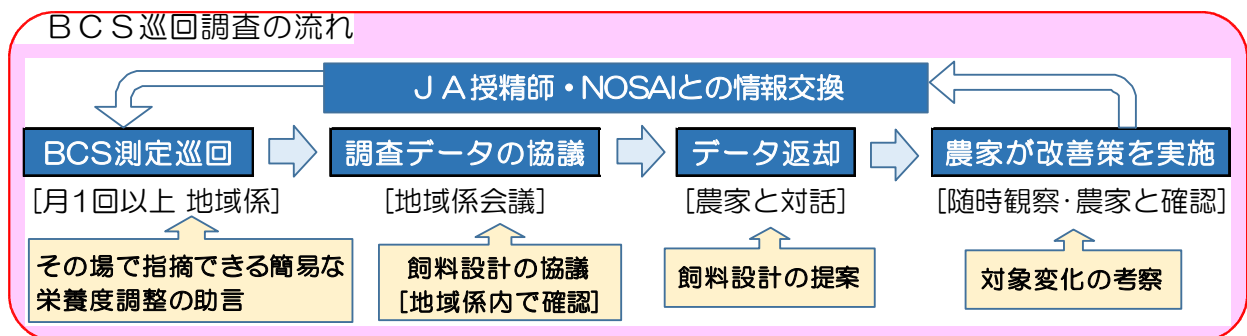 BCS巡回調査の流れ
JA授精師・NOSAIとの情報交換
BCS測定巡回
調査データの協議
データ返却
農家が改善策を実施
[月1回以上 地域係]
[地域係会議]
[農家と対話]
[随時観察・農家と確認]
その場で指摘できる簡易な
栄養度調整の助言
飼料設計の協議
[地域係内で確認]
飼料設計の提案
対象変化の考察